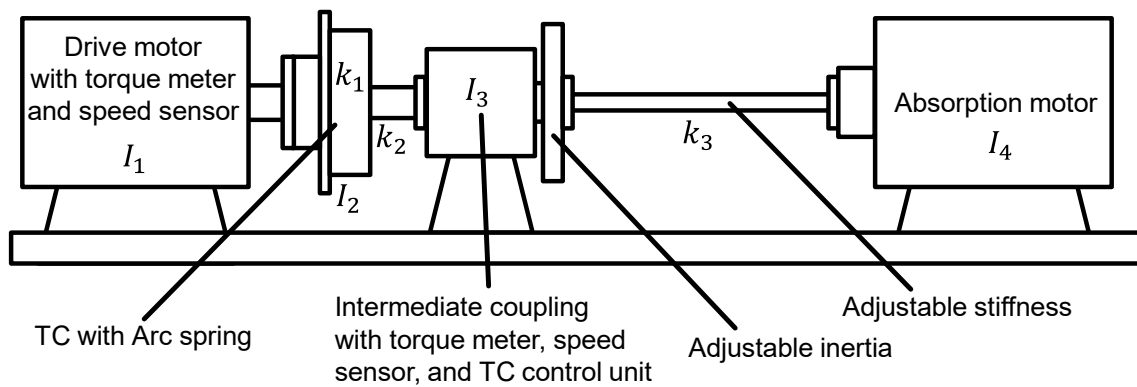 Drive motor
with torque meter
and speed sensor
I₁
k₁
I₂
k₂
I₃
k₃
Absorption motor
I₄
TC with Arc spring
Intermediate coupling
with torque meter, speed
sensor, and TC control unit
Adjustable inertia
Adjustable stiffness